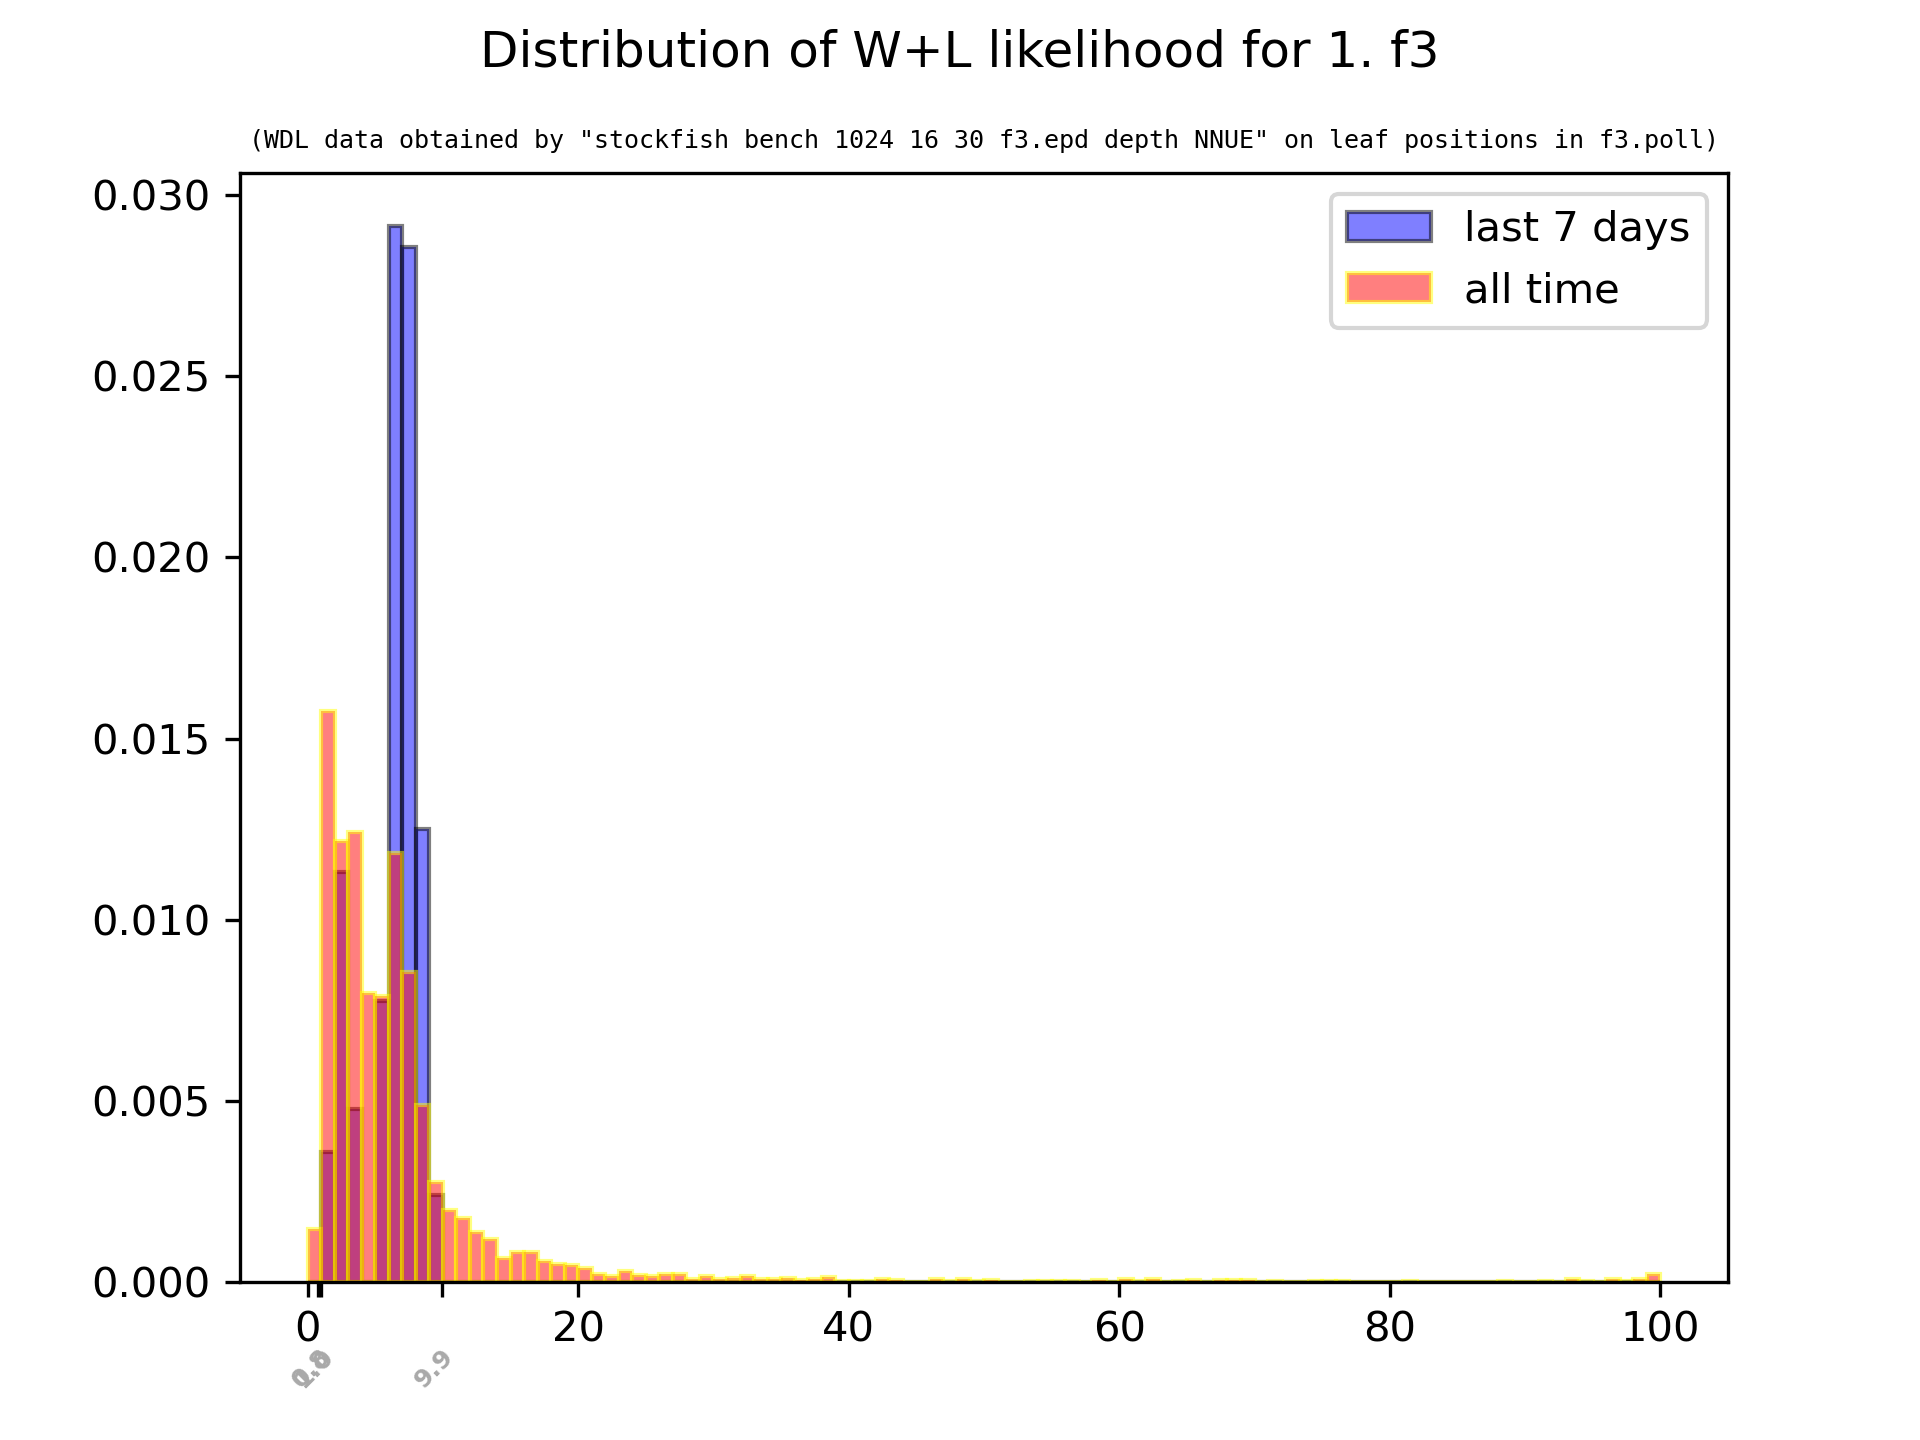 Distribution of W+L likelihood for 1. f3
(WDL data obtained by "stockfish bench 1024 16 30 f3.epd depth NNUE" on leaf positions in f3.poll)
0.030
last 7 days
all time
0.025
0.020
0.015
0.010
0.005
0.000
0 20 40 60 80 100
9.9